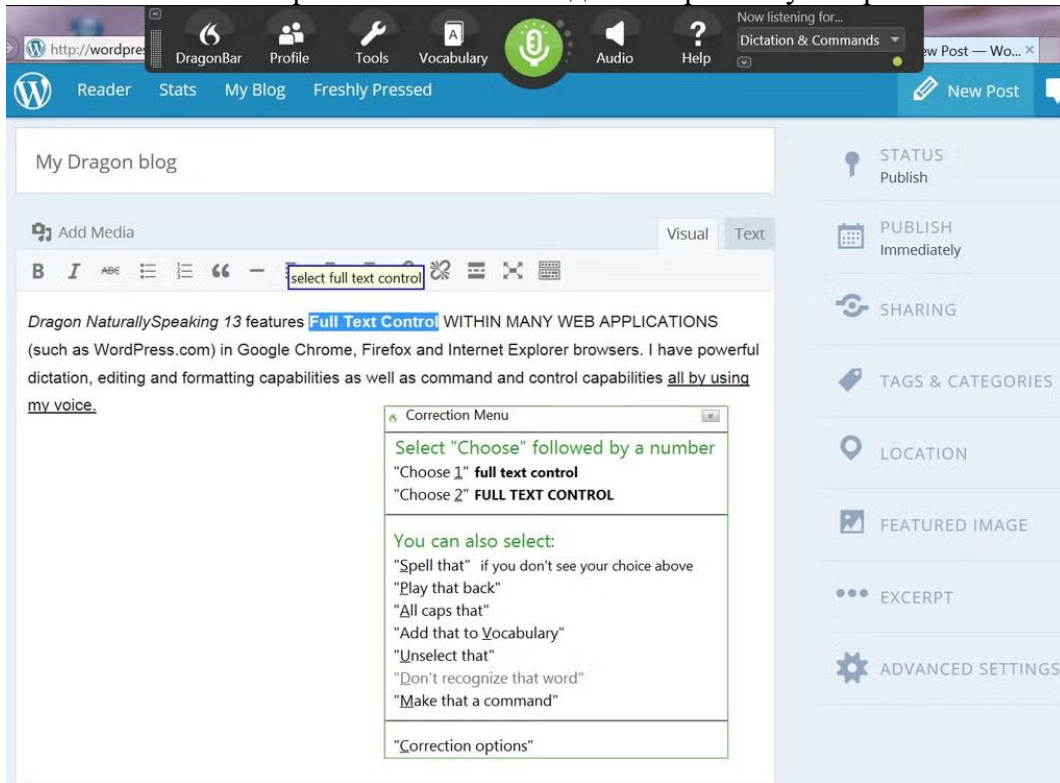 Now listening for...
http://wordpre
DragonBar Profile Tools Vocabulary Audio Help Dictation & Commands
ew Post — Wo... ×
Reader Stats My Blog Freshly Pressed New Post
My Dragon blog
STATUS
Publish
Add Media Visual Text
PUBLISH
Immediately
B I ABC
select full text control
SHARING
Dragon NaturallySpeaking 13 features Full Text Control WITHIN MANY WEB APPLICATIONS
(such as WordPress.com) in Google Chrome, Firefox and Internet Explorer browsers. I have powerful
dictation, editing and formatting capabilities as well as command and control capabilities all by using
my voice.
TAGS & CATEGORIES
LOCATION
FEATURED IMAGE
EXCERPT
ADVANCED SETTINGS
Correction Menu
Select "Choose" followed by a number
"Choose 1" full text control
"Choose 2" FULL TEXT CONTROL
You can also select:
"Spell that" if you don't see your choice above
"Play that back"
"All caps that"
"Add that to Vocabulary"
"Unselect that"
"Don't recognize that word"
"Make that a command"
"Correction options"